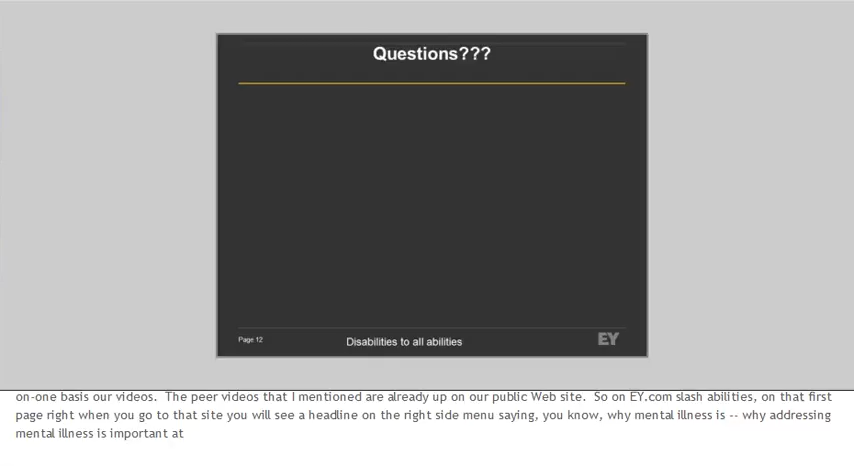 Questions???
Page 12
Disabilities to all abilities
EY
on-one basis our videos.  The peer videos that I mentioned are already up on our public Web site.  So on EY.com slash abilities, on that first
page right when you go to that site you will see a headline on the right side menu saying, you know, why mental illness is -- why addressing
mental illness is important at